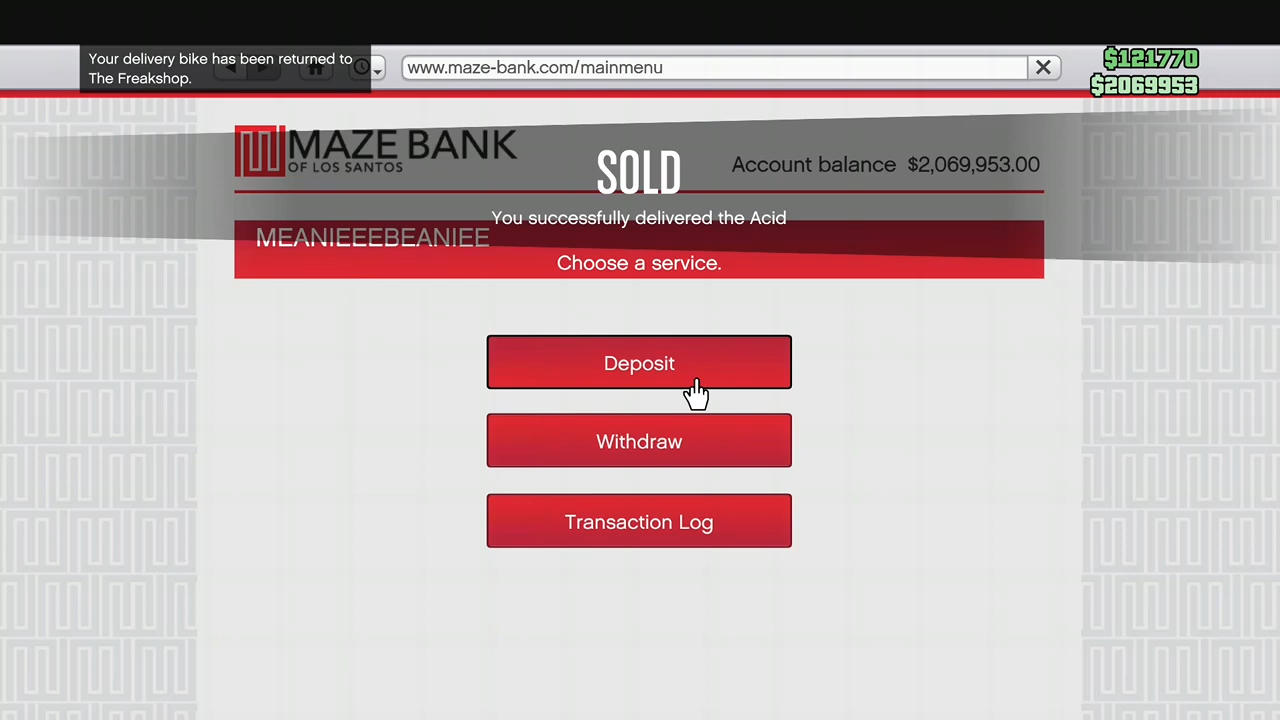 Your delivery bike has been returned to
The Freakshop.
www.maze-bank.com/mainmenu
$121770
$2069953
MAZE BANK
OF LOS SANTOS
SOLD
Account balance $2,069,953.00
You successfully delivered the Acid
MEANIEEEBEANIEE
Choose a service.
Deposit
Withdraw
Transaction Log